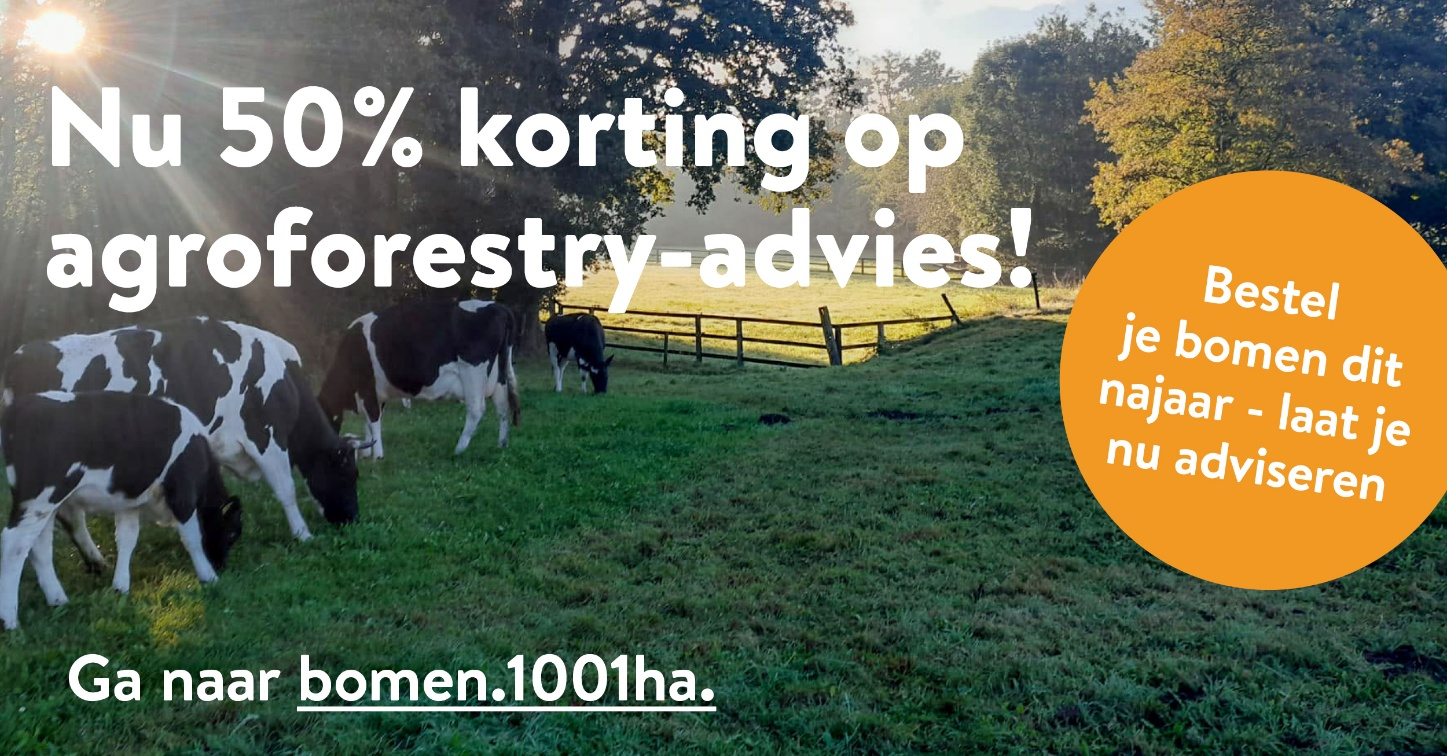 Nu 50% korting op
agroforestry-advies!
Bestel
je bomen dit
najaar - laat je
nu adviseren
Ga naar bomen.1001ha.